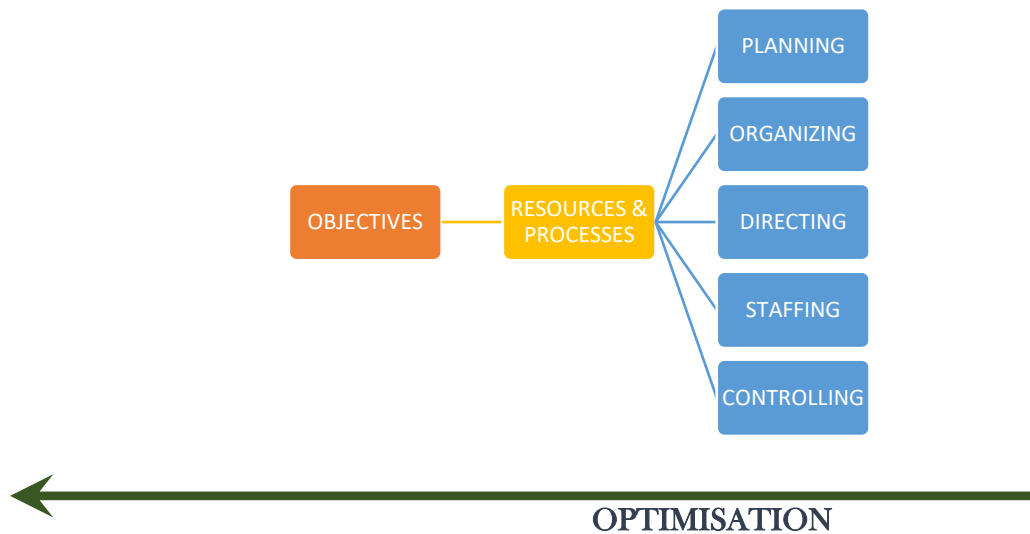 PLANNING
ORGANIZING
OBJECTIVES
RESOURCES &
PROCESSES
DIRECTING
STAFFING
CONTROLLING
OPTIMISATION